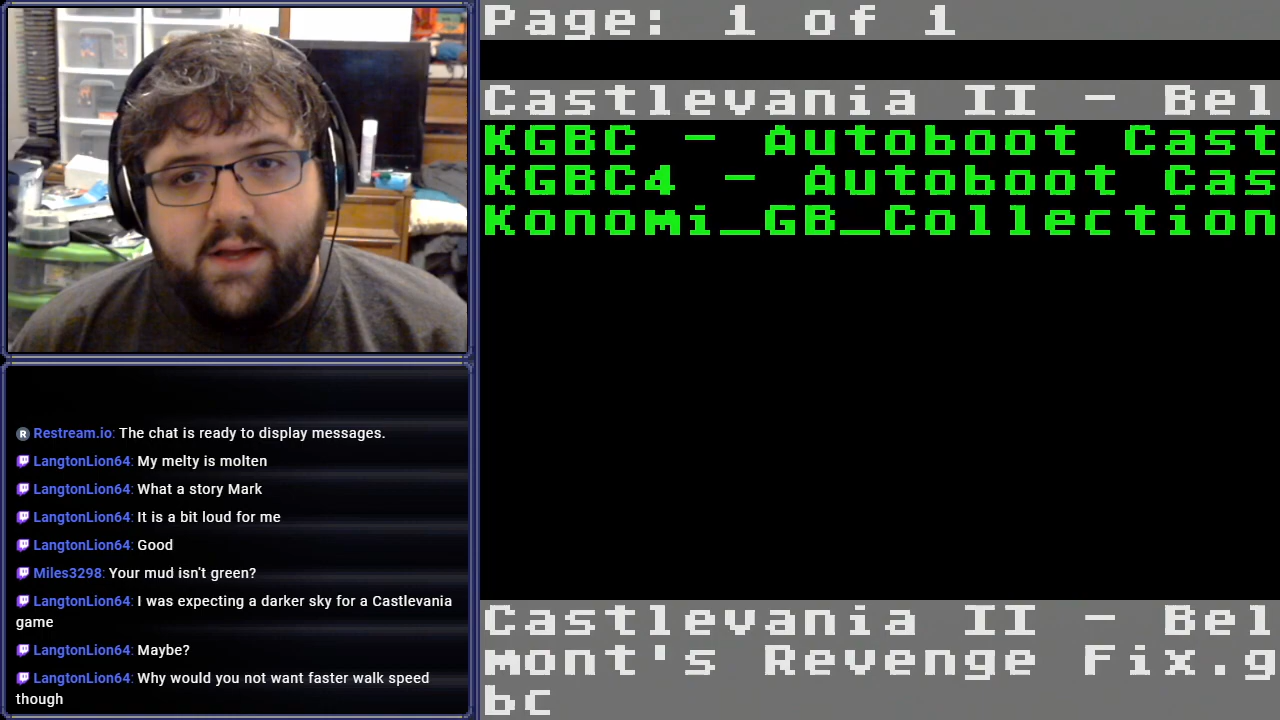 Page: 1 of 1
Castlevania II - Bel
KGBC - Autoboot Cast
KGBC4 - Autoboot Cas
Konomi_GB_Collection
Castlevania II - Bel
mont's Revenge Fix.g
bc
Restream.io: The chat is ready to display messages.
LangtonLion64: My melty is molten
LangtonLion64: What a story Mark
LangtonLion64: It is a bit loud for me
LangtonLion64: Good
Miles3298: Your mud isn't green?
LangtonLion64: I was expecting a darker sky for a Castlevania
game
LangtonLion64: Maybe?
LangtonLion64: Why would you not want faster walk speed
though